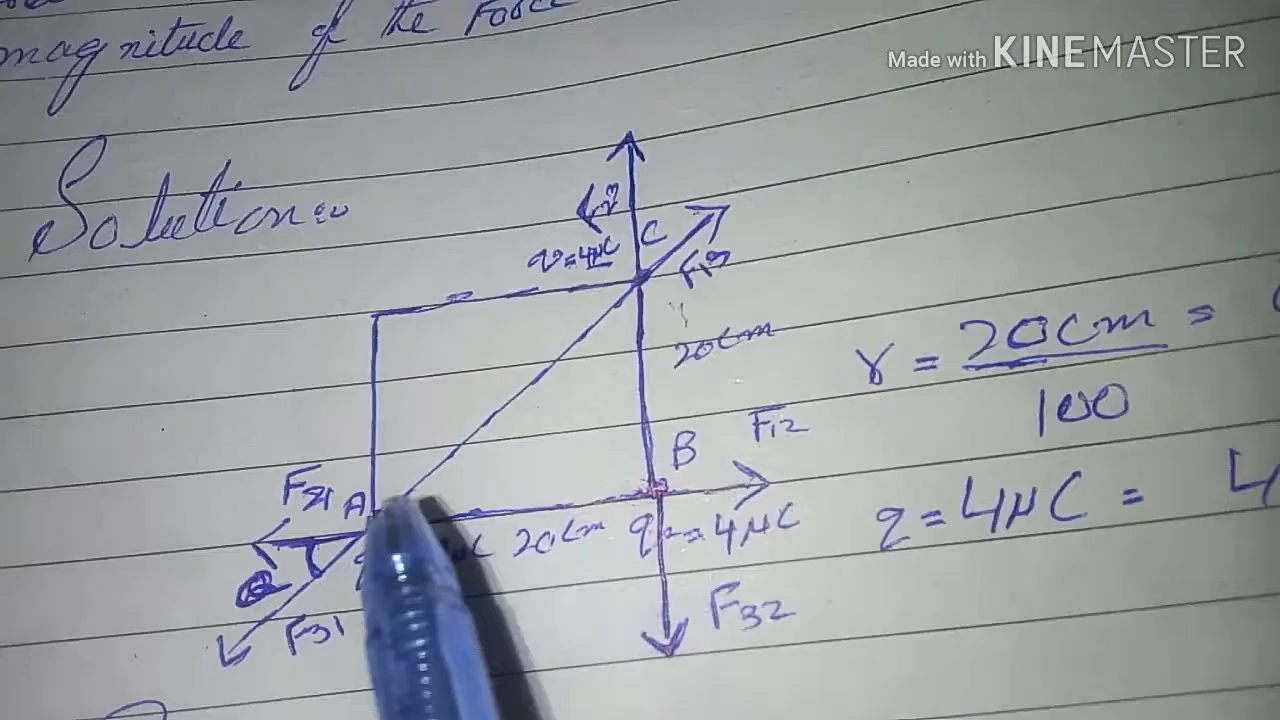 magnitude of the Force
Made with KINEMASTER
Solution
C
q=4μC
F13
20cm
r = 20cm =
100
B
F12
F21
A
20cm
q2=4μC
q=4μC = 4
F31
F32